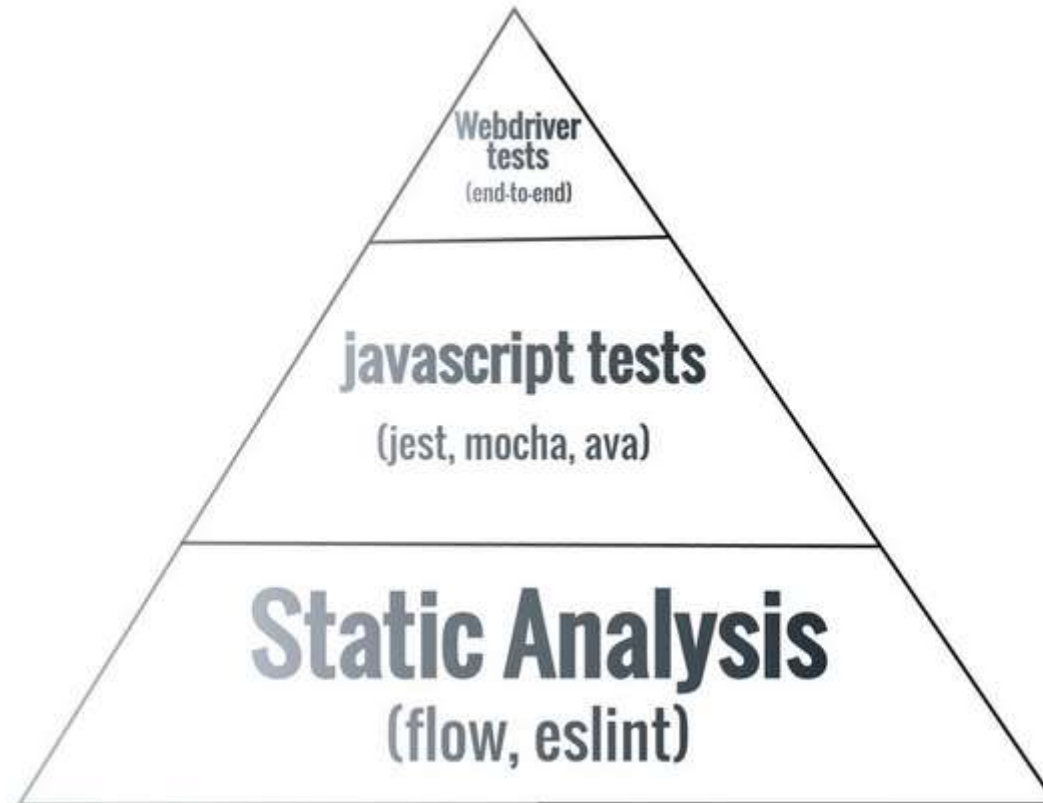 Webdriver
tests
(end-to-end)
javascript tests
(jest, mocha, ava)
Static Analysis
(flow, eslint)